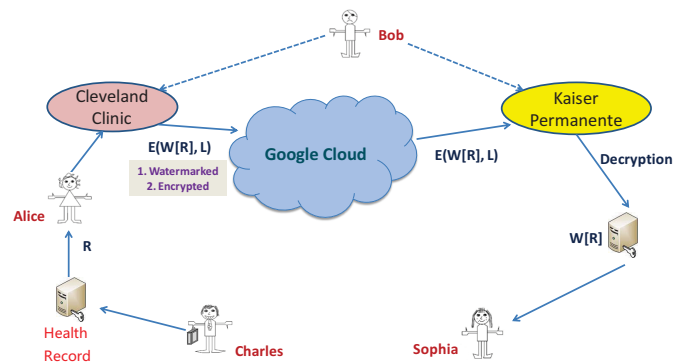 Bob
Cleveland
Clinic
Kaiser
Permanente
E(W[R], L)
Google Cloud
E(W[R], L)
1. Watermarked
2. Encrypted
Decryption
Alice
R
W[R]
Health
Record
Charles
Sophia